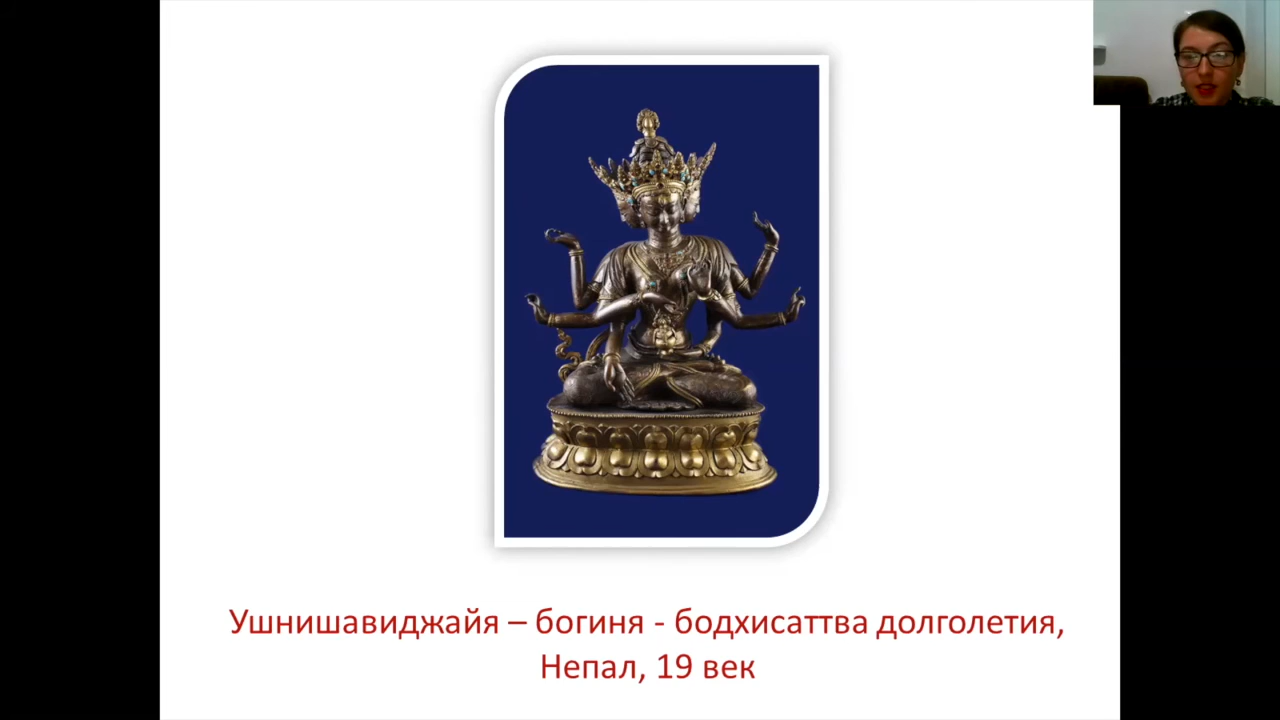 Ушнишавиджайя – богиня - бодхисаттва долголетия,
Непал, 19 век